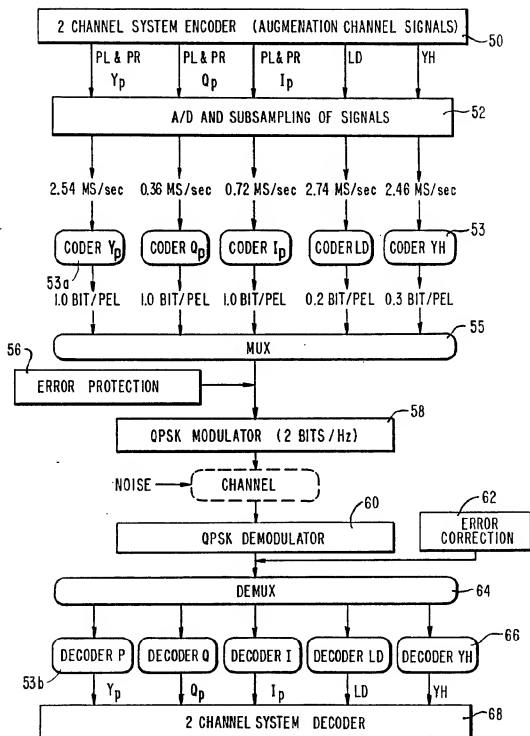 2 CHANNEL SYSTEM ENCODER (AUGMENATION CHANNEL SIGNALS)
50
PL & PR PL & PR PL & PR LD YH
Yp Qp Ip
A/D AND SUBSAMPLING OF SIGNALS
52
2.54 MS/sec 0.36 MS/sec 0.72 MS/sec 2.74 MS/sec 2.46 MS/sec
53
CODER Yp CODER Qp CODER Ip CODER LD CODER YH
53a
1.0 BIT/PEL 1.0 BIT/PEL 1.0 BIT/PEL 0.2 BIT/PEL 0.3 BIT/PEL
55
MUX
56
ERROR PROTECTION
58
QPSK MODULATOR (2 BITS/Hz)
NOISE CHANNEL
62
60
ERROR CORRECTION
QPSK DEMODULATOR
DEMUX
64
66
DECODER P DECODER Q DECODER I DECODER LD DECODER YH
53b
Yp Qp Ip LD YH
2 CHANNEL SYSTEM DECODER
68